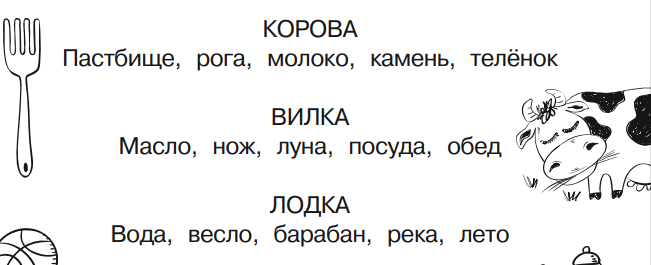 КОРОВА
Пастбище, рога, молоко, камень, телёнок
ВИЛКА
Масло, нож, луна, посуда, обед
ЛОДКА
Вода, весло, барабан, река, лето